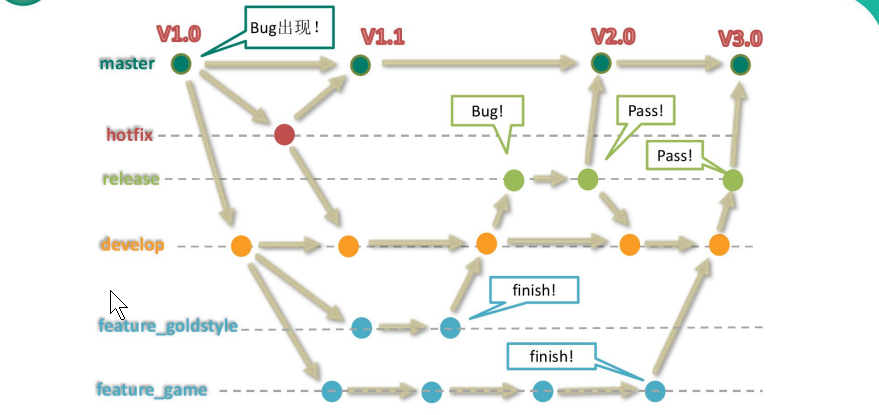 V1.0
Bug出现！
V1.1
V2.0
V3.0
master
Bug!
Pass!
hotfix
Pass!
release
develop
finish!
feature_goldstyle
finish!
feature_game